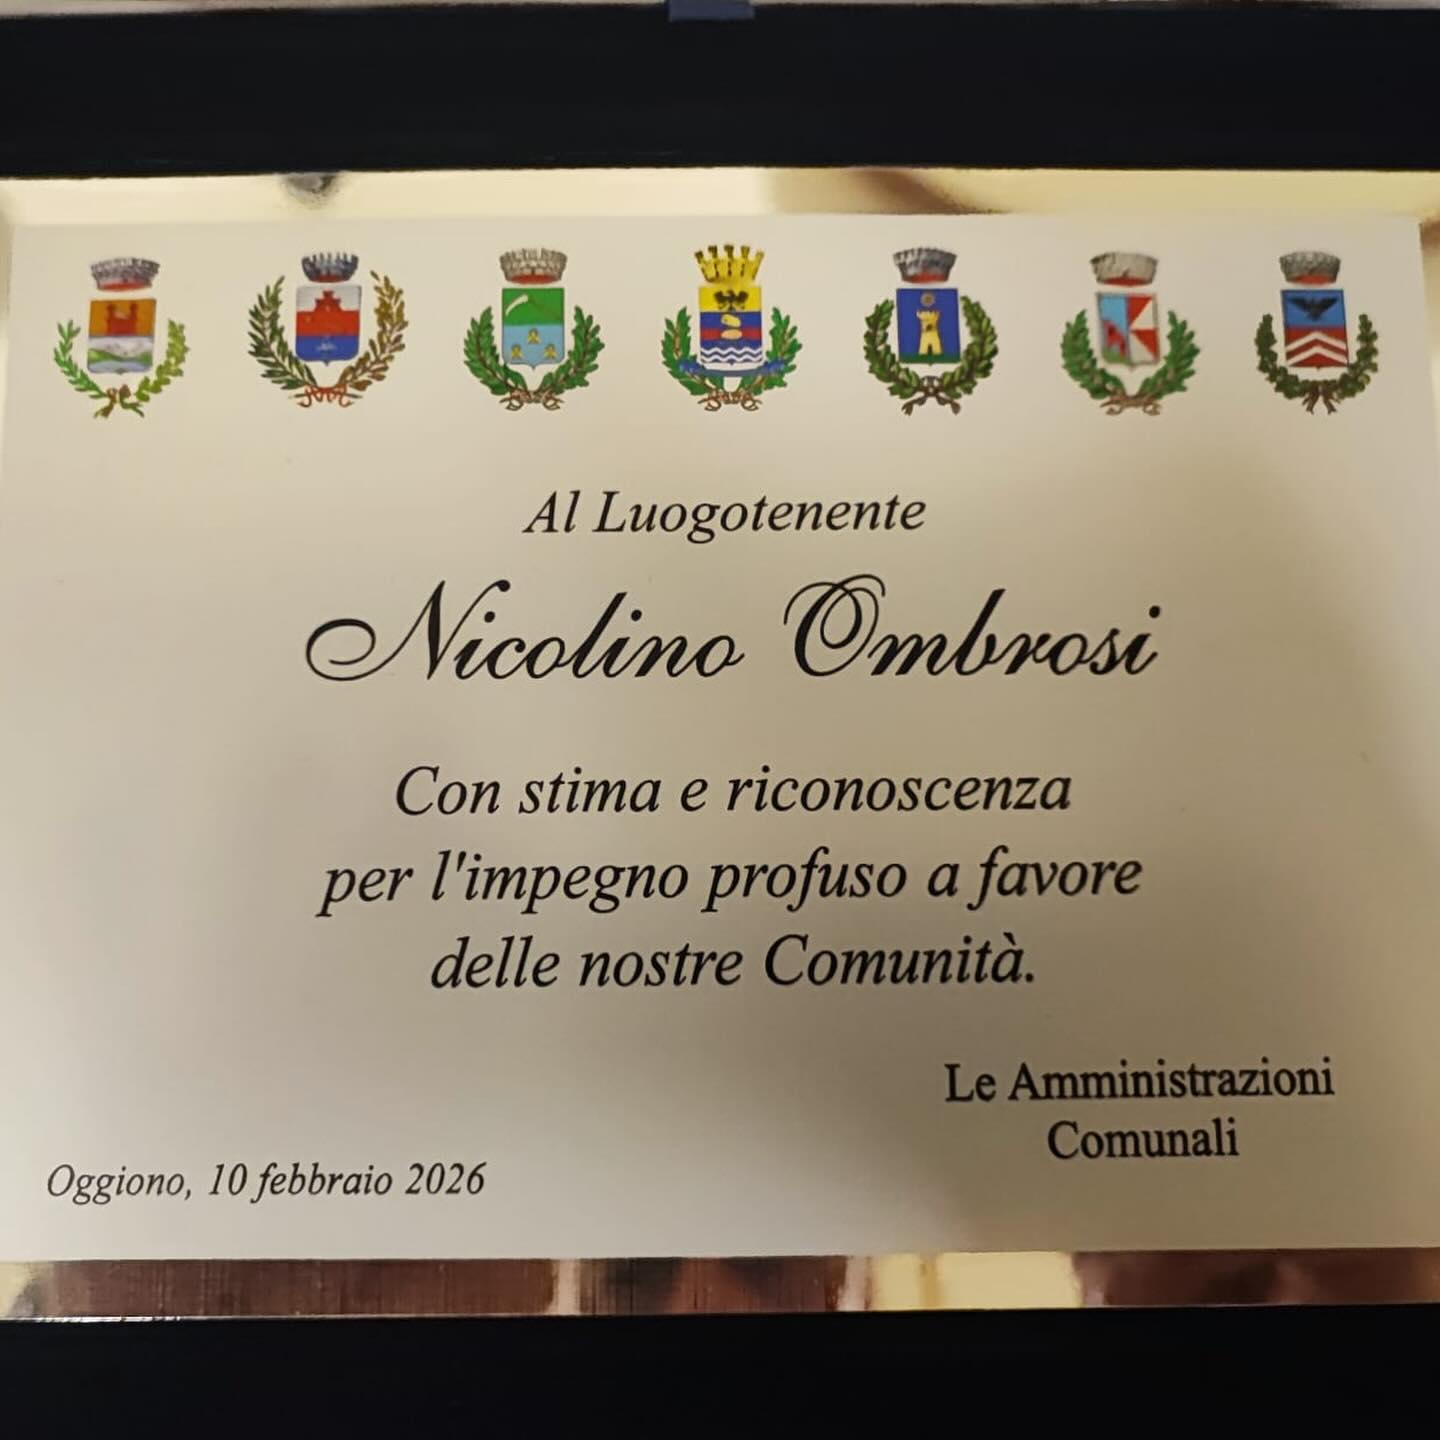 Al Luogotenente
Nicolino Ombrosi
Con stima e riconoscenza
per l'impegno profuso a favore
delle nostre Comunità.
Le Amministrazioni
Comunali
Oggiono, 10 febbraio 2026